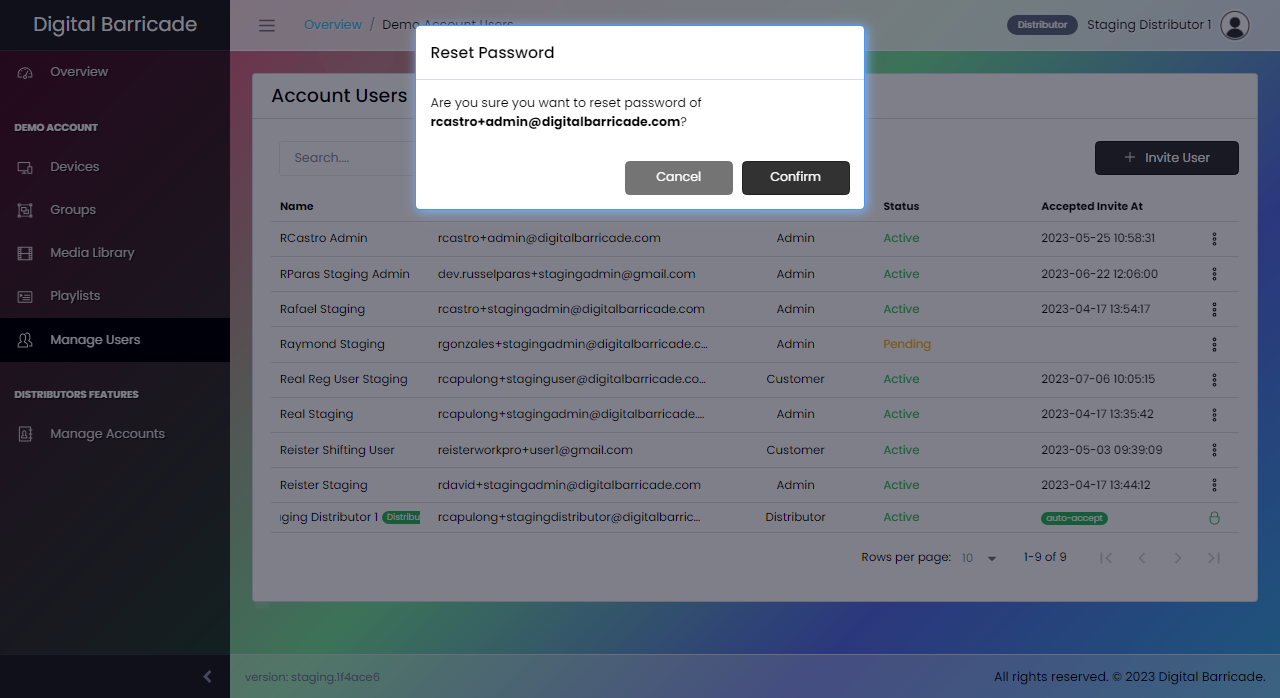 Digital Barricade
Overview / Demo Account Users
Distributor Staging Distributor 1
Overview
DEMO ACCOUNT
Devices
Groups
Media Library
Playlists
Manage Users
DISTRIBUTORS FEATURES
Manage Accounts
Reset Password
Are you sure you want to reset password of
rcastro+admin@digitalbarricade.com?
Cancel Confirm
Account Users
Search....
+ Invite User
Name Status Accepted Invite At
RCastro Admin rcastro+admin@digitalbarricade.com Admin Active 2023-05-25 10:58:31
RParas Staging Admin dev.russelparas+stagingadmin@gmail.com Admin Active 2023-06-22 12:06:00
Rafael Staging rcastro+stagingadmin@digitalbarricade.com Admin Active 2023-04-17 13:54:17
Raymond Staging rgonzales+stagingadmin@digitalbarricade.c... Admin Pending
Real Reg User Staging rcapulong+staginguser@digitalbarricade.co... Customer Active 2023-07-06 10:05:15
Real Staging rcapulong+stagingadmin@digitalbarricade.... Admin Active 2023-04-17 13:35:42
Reister Shifting User reisterworkpro+user1@gmail.com Customer Active 2023-05-03 09:39:09
Reister Staging rdavid+stagingadmin@digitalbarricade.com Admin Active 2023-04-17 13:44:12
ging Distributor 1 Distribu rcapulong+stagingdistributor@digitalbarric... Distributor Active auto-accept
Rows per page: 10 1-9 of 9
version: staging.1f4ace6
All rights reserved. © 2023 Digital Barricade.